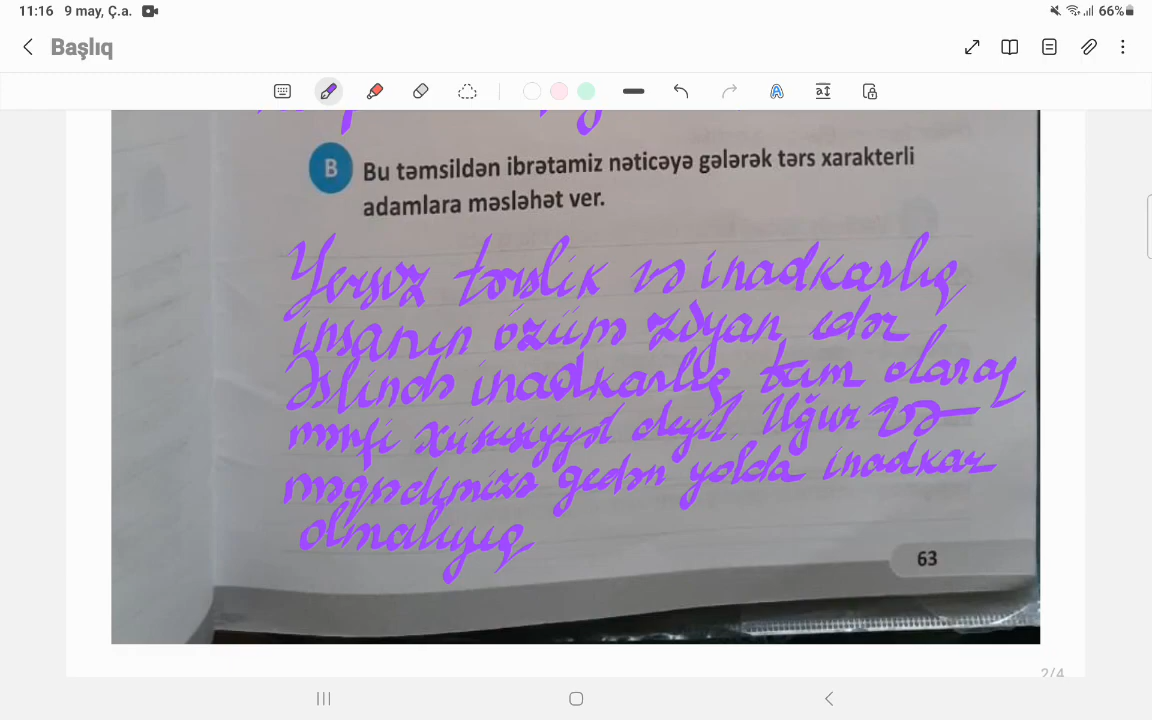 11:16 9 may, Ç.a. 66%
Başlıq
B Bu təmsildən ibrətamiz nəticəyə gələrək tərs xarakterli
adamlara məsləhət ver.
Yersiz tərslik və inadkarlıq
insanın özüm ziyan edər
Əslində inadkarlıq tam olaraq
mənfi xüsusiyyət deyil. Uğur və
məqsədimizə gedən yolda inadkar
olmalıyıq
63
2/4